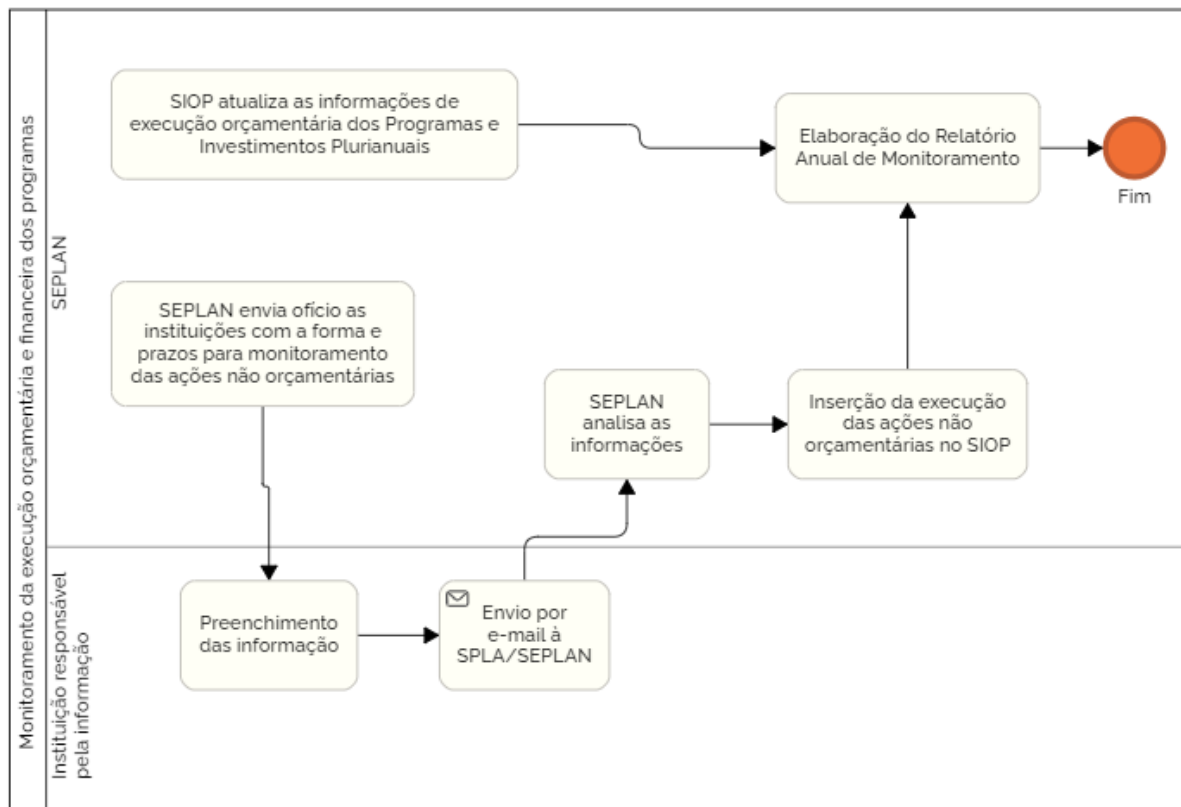 Monitoramento da execução orçamentária e financeira dos programas
SEPLAN
SIOP atualiza as informações de
execução orçamentária dos Programas e
Investimentos Plurianuais
Elaboração do Relatório
Anual de Monitoramento
Fim
SEPLAN envia ofício as
instituições com a forma e
prazos para monitoramento
das ações não orçamentárias
SEPLAN
analisa as
informações
Inserção da execução
das ações não
orçamentárias no SIOP
Instituição responsável
pela informação
Preenchimento
das informação
Envio por
e-mail à
SPLA/SEPLAN